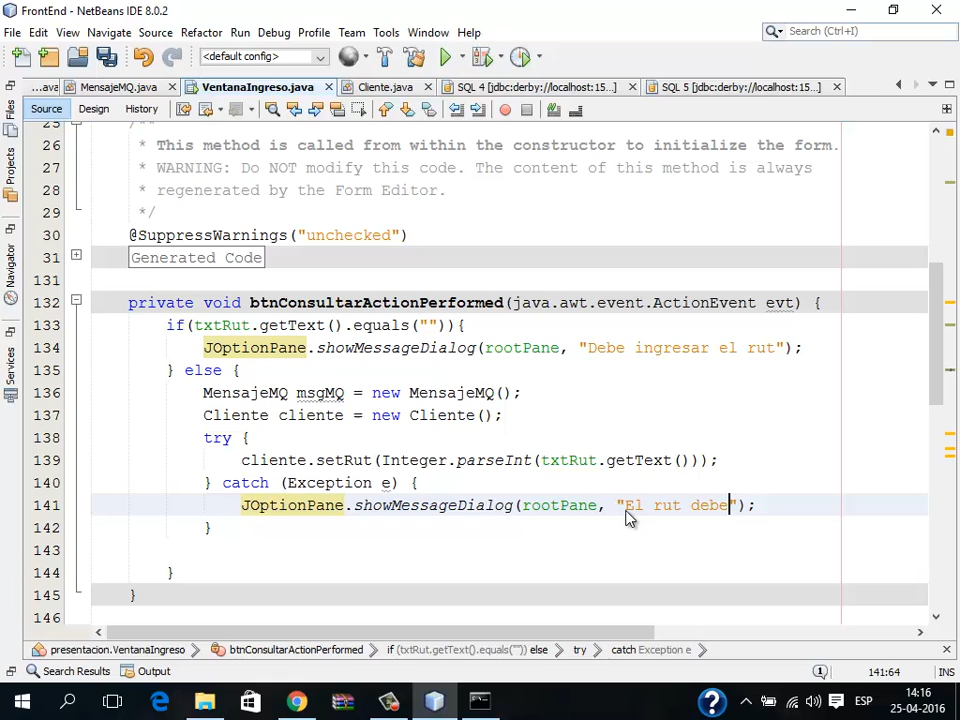 FrontEnd - NetBeans IDE 8.0.2
File Edit View Navigate Source Refactor Run Debug Profile Team Tools Window Help
Search (Ctrl+I)
<default config>
...ava MensajeMQ.java VentanaIngreso.java Cliente.java SQL 4 [jdbc:derby://localhost:15...] SQL 5 [jdbc:derby://localhost:15...]
Source Design History
Files
Projects
Navigator
Services
25 /**
26 * This method is called from within the constructor to initialize the form.
27 * WARNING: Do NOT modify this code. The content of this method is always
28 * regenerated by the Form Editor.
29 */
30 @SuppressWarnings("unchecked")
31 Generated Code
131
132 private void btnConsultarActionPerformed(java.awt.event.ActionEvent evt) {
133 if(txtRut.getText().equals("")){
134 JOptionPane.showMessageDialog(rootPane, "Debe ingresar el rut");
135 } else {
136 MensajeMQ msgMQ = new MensajeMQ();
137 Cliente cliente = new Cliente();
138 try {
139 cliente.setRut(Integer.parseInt(txtRut.getText()));
140 } catch (Exception e) {
141 JOptionPane.showMessageDialog(rootPane, "El rut debe");
142 }
143
144 }
145 }
146
presentacion.VentanaIngreso btnConsultarActionPerformed if (txtRut.getText().equals("")) else try catch Exception e
Search Results Output 1 141:64 INS
ESP 14:16
25-04-2016